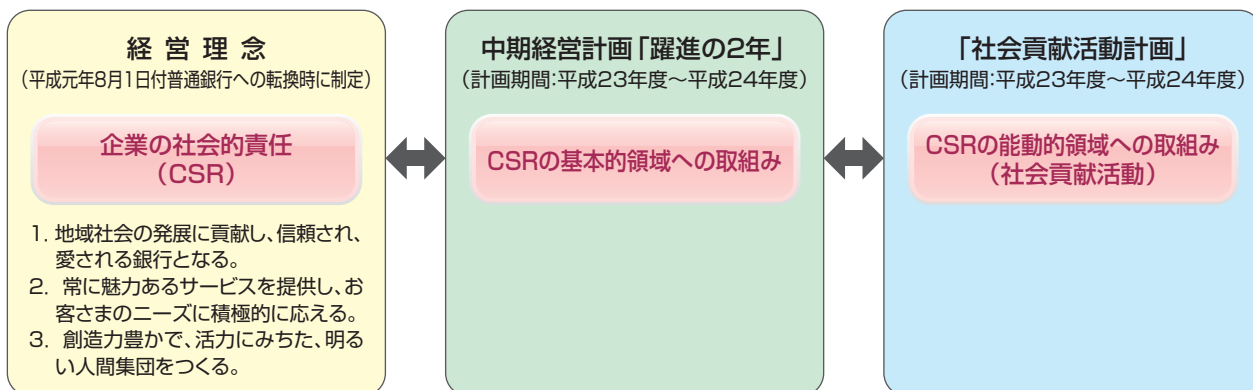 経営理念
（平成元年8月1日付普通銀行への転換時に制定）
企業の社会的責任
（CSR）
1. 地域社会の発展に貢献し、信頼され、
愛される銀行となる。
2. 常に魅力あるサービスを提供し、お
客さまのニーズに積極的に応える。
3. 創造力豊かで、活力にみちた、明る
い人間集団をつくる。
中期経営計画「躍進の2年」
（計画期間：平成23年度～平成24年度）
CSRの基本的領域への取組み
「社会貢献活動計画」
（計画期間：平成23年度～平成24年度）
CSRの能動的領域への取組み
（社会貢献活動）